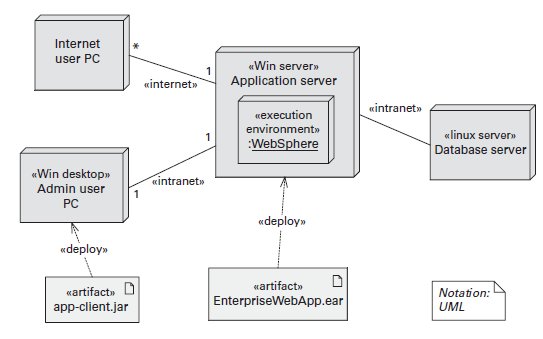 Internet
user PC
*
1
«internet»
«Win server»
Application server
«execution
environment»
:WebSphere
«intranet»
«linux server»
Database server
1
«Win desktop»
Admin user
PC
1
«intranet»
«deploy»
«deploy»
«artifact»
app-client.jar
«artifact»
EnterpriseWebApp.ear
Notation:
UML